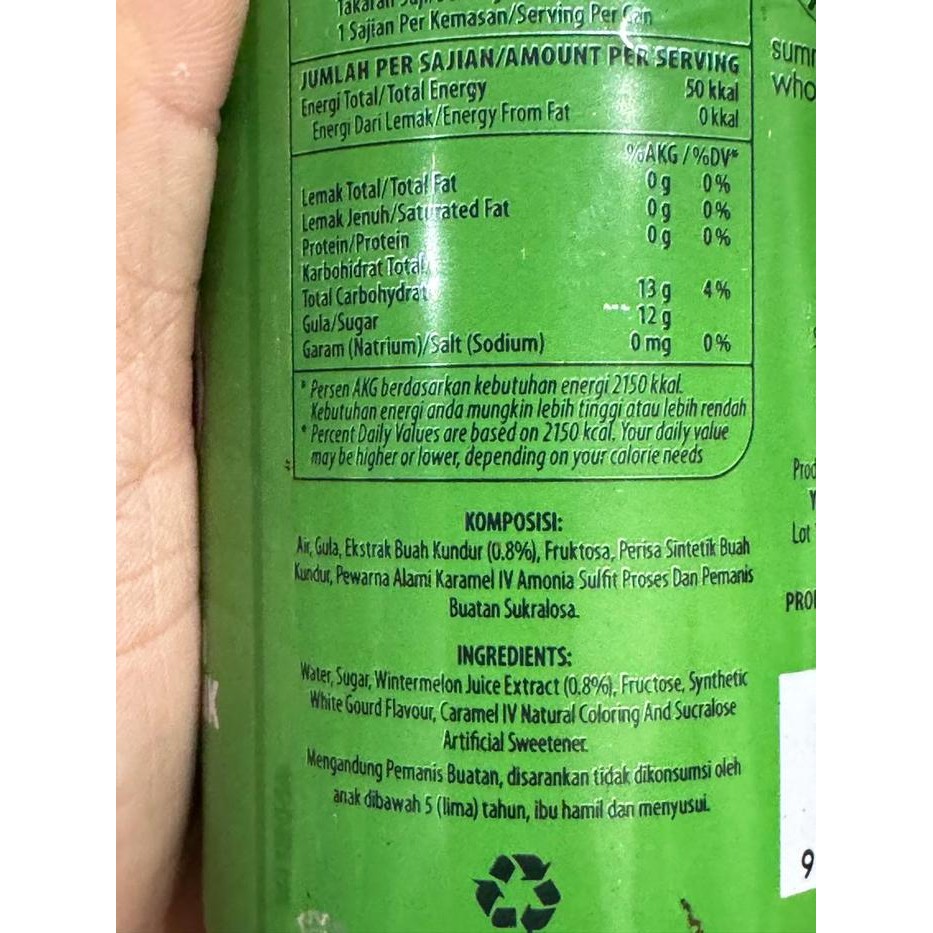 1 Sajian Per Kemasan/Serving Per Can
JUMLAH PER SAJIAN/AMOUNT PER SERVING
Energi Total/Total Energy 50 kkal
Energi Dari Lemak/Energy From Fat 0 kkal
%AKG / %DV*
Lemak Total/Total Fat 0 g 0%
Lemak Jenuh/Saturated Fat 0 g 0%
Protein/Protein 0 g 0%
Karbohidrat Total/
Total Carbohydrat 13 g 4%
Gula/Sugar 12 g
Garam (Natrium)/Salt (Sodium) 0 mg 0%
* Persen AKG berdasarkan kebutuhan energi 2150 kkal.
Kebutuhan energi anda mungkin lebih tinggi atau lebih rendah
* Percent Daily Values are based on 2150 kcal. Your daily value
may be higher or lower, depending on your calorie needs
KOMPOSISI:
Air, Gula, Ekstrak Buah Kundur (0.8%), Fruktosa, Perisa Sintetik Buah
Kundur, Pewarna Alami Karamel IV Amonia Sulfit Proses Dan Pemanis
Buatan Sukralosa.
INGREDIENTS:
Water, Sugar, Wintermelon Juice Extract (0.8%), Fructose, Synthetic
White Gourd Flavour, Caramel IV Natural Coloring And Sucralose
Artificial Sweetener.
Mengandung Pemanis Buatan, disarankan tidak dikonsumsi oleh
anak dibawah 5 (lima) tahun, ibu hamil dan menyusui.
Lot
9